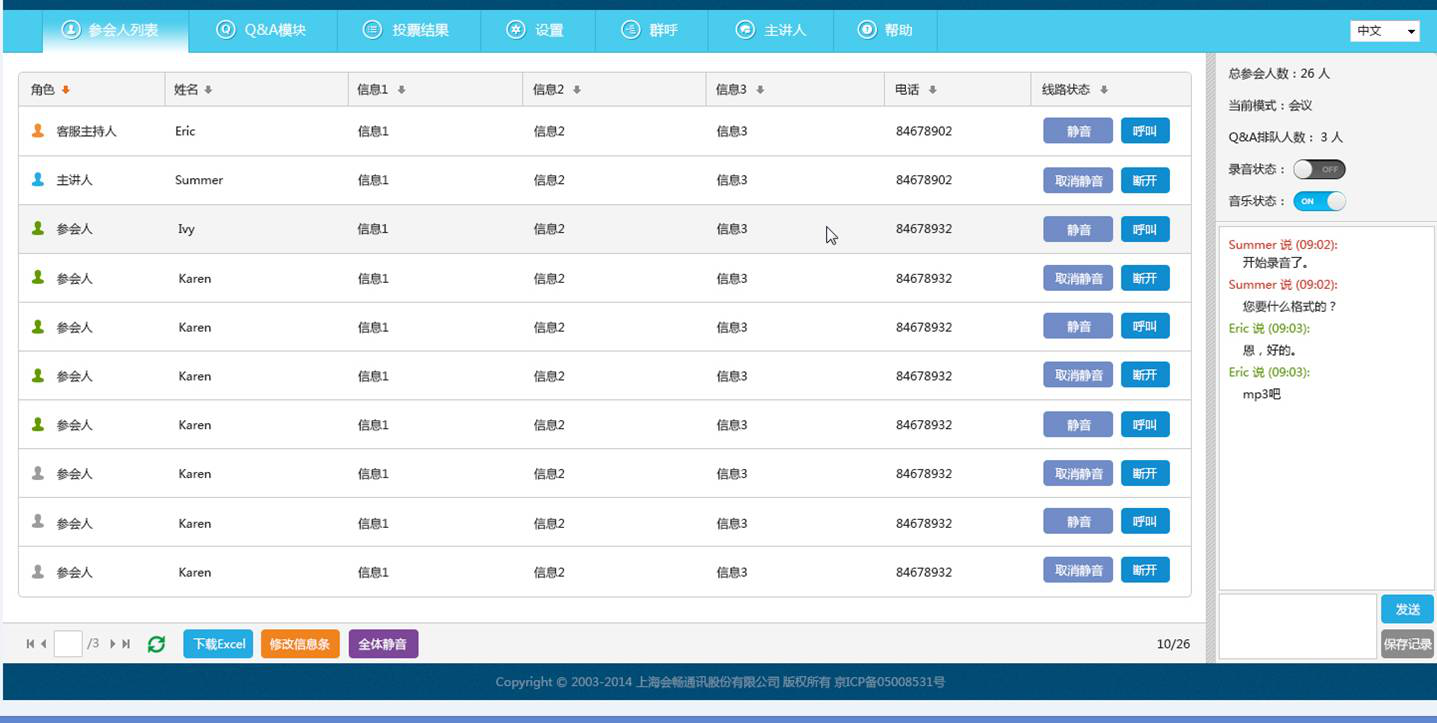 参会人列表 Q&A模块 投票结果 设置 群呼 主讲人 帮助 中文
角色 姓名 信息1 信息2 信息3 电话 线路状态
客服主持人 Eric 信息1 信息2 信息3 84678902 静音 呼叫
主讲人 Summer 信息1 信息2 信息3 84678902 取消静音 断开
参会人 Ivy 信息1 信息2 信息3 84678932 静音 呼叫
参会人 Karen 信息1 信息2 信息3 84678932 取消静音 断开
参会人 Karen 信息1 信息2 信息3 84678932 静音 呼叫
参会人 Karen 信息1 信息2 信息3 84678932 取消静音 断开
参会人 Karen 信息1 信息2 信息3 84678932 静音 呼叫
参会人 Karen 信息1 信息2 信息3 84678932 取消静音 断开
参会人 Karen 信息1 信息2 信息3 84678932 静音 呼叫
参会人 Karen 信息1 信息2 信息3 84678932 取消静音 断开
/3 下载Excel 修改信息条 全体静音 10/26
总参会人数：26 人
当前模式：会议
Q&A排队人数： 3 人
录音状态： OFF
音乐状态： ON
Summer 说 (09:02):
开始录音了。
Summer 说 (09:02):
您要什么格式的？
Eric 说 (09:03):
恩，好的。
Eric 说 (09:03):
mp3吧
发送
保存记录
Copyright © 2003-2014 上海会畅通讯股份有限公司 版权所有 京ICP备05008531号